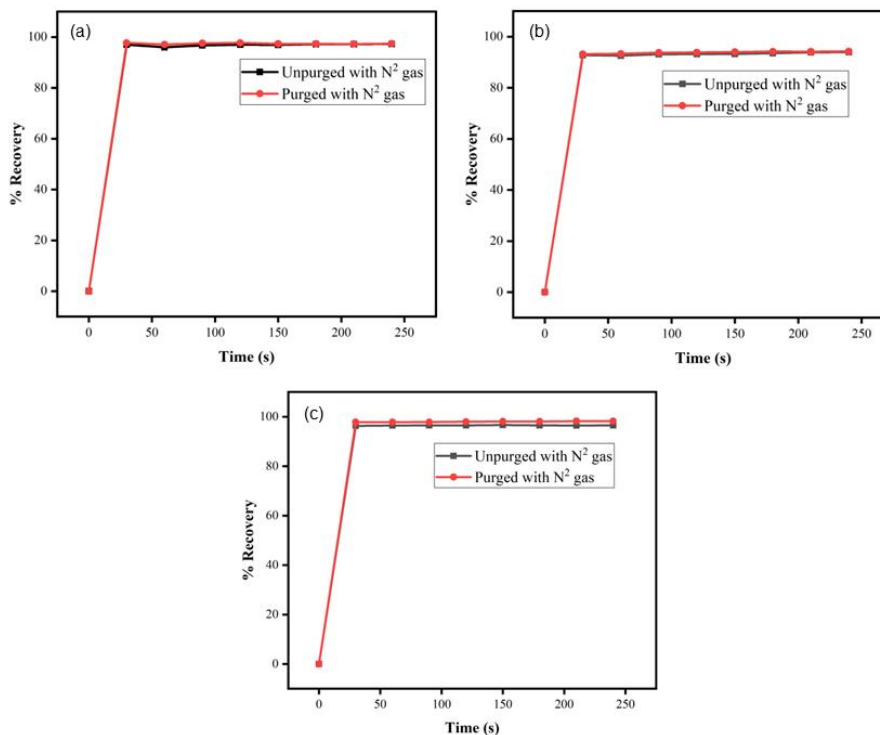 (a)
100
80
60
40
20
0
% Recovery
Unpurged with N² gas
Purged with N² gas
0 50 100 150 200 250
Time (s)
(b)
100
80
60
40
20
0
% Recovery
Unpurged with N² gas
Purged with N² gas
0 50 100 150 200 250
Time (s)
(c)
100
80
60
40
20
0
% Recovery
Unpurged with N² gas
Purged with N² gas
0 50 100 150 200 250
Time (s)